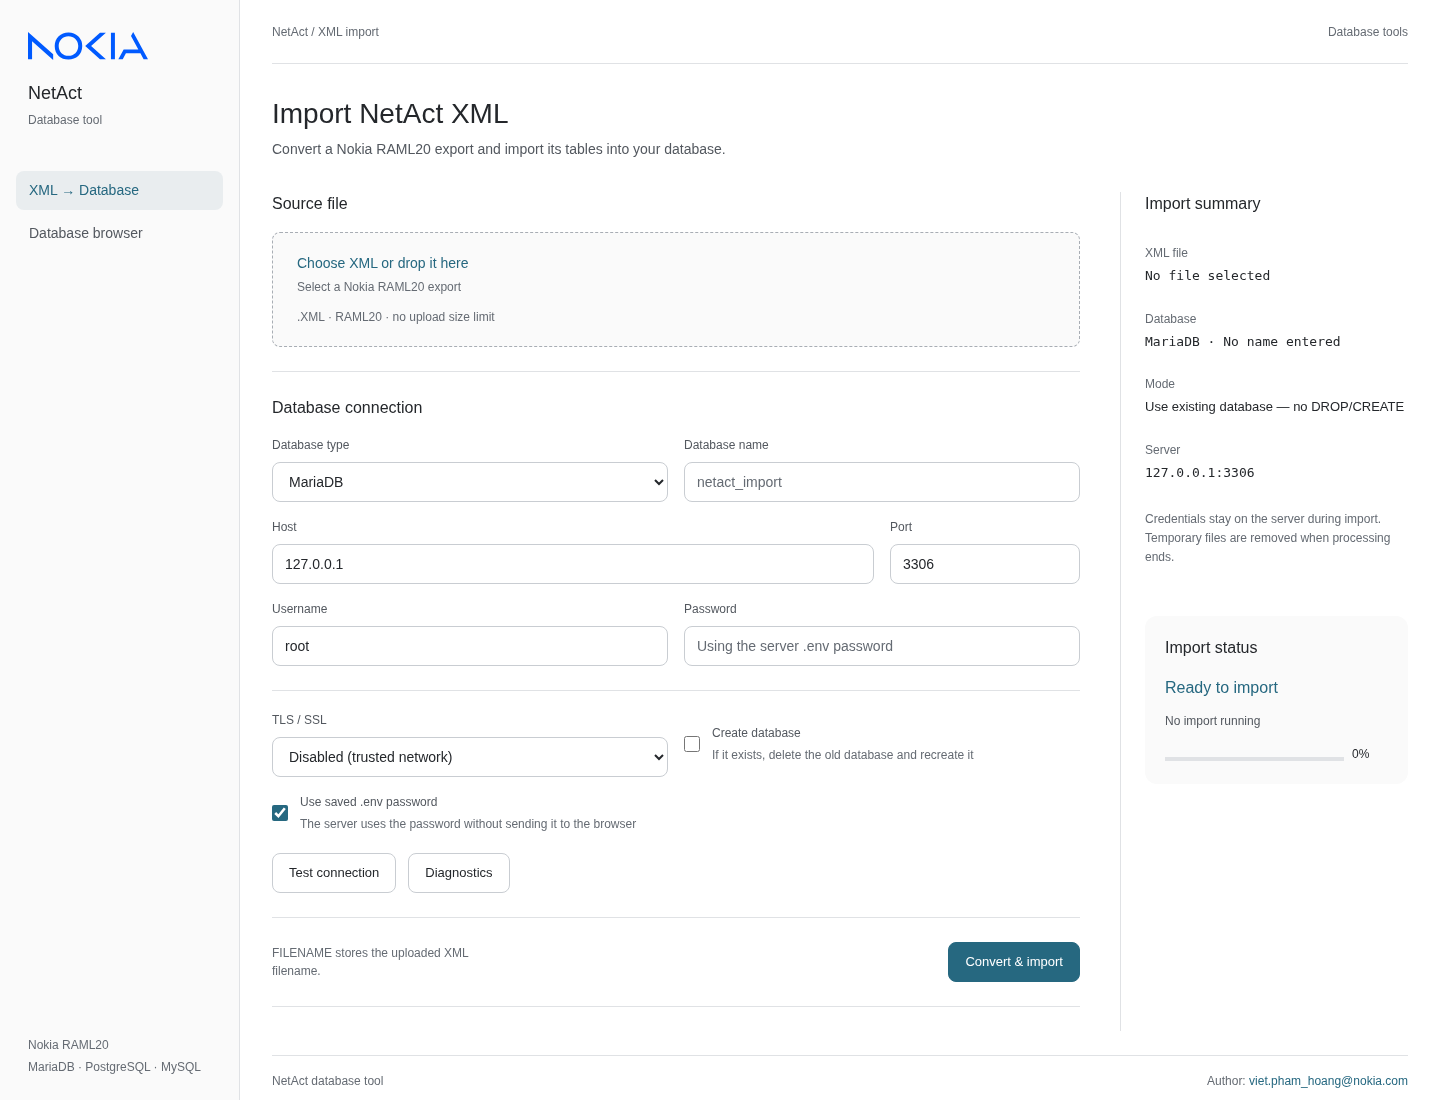 NOKIA
NetAct
Database tool
XML → Database
Database browser
Nokia RAML20
MariaDB · PostgreSQL · MySQL
NetAct / XML import
Database tools
Import NetAct XML
Convert a Nokia RAML20 export and import its tables into your database.
Source file
Choose XML or drop it here
Select a Nokia RAML20 export
.XML · RAML20 · no upload size limit
Database connection
Database type
Database name
MariaDB
netact_import
Host
Port
127.0.0.1
3306
Username
Password
root
Using the server .env password
TLS / SSL
Disabled (trusted network)
Create database
If it exists, delete the old database and recreate it
Use saved .env password
The server uses the password without sending it to the browser
Test connection
Diagnostics
FILENAME stores the uploaded XML
filename.
Convert & import
Import summary
XML file
No file selected
Database
MariaDB · No name entered
Mode
Use existing database — no DROP/CREATE
Server
127.0.0.1:3306
Credentials stay on the server during import.
Temporary files are removed when processing
ends.
Import status
Ready to import
No import running
0%
NetAct database tool
Author: viet.pham_hoang@nokia.com